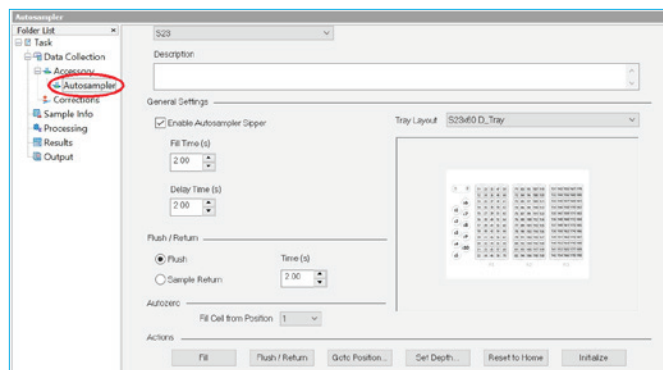 Autosampler
Folder List ×
Task
Data Collection
Accessory
Autosampler
Corrections
Sample Info
Processing
Results
Output
S23
Description
General Settings
Enable Autosampler Sipper
Tray Layout S23x60 D_Tray
Fill Time (s)
2.00
Delay Time (s)
2.00
Flush / Return
Flush
Time (s)
Sample Return
2.00
Autozero
Fill Cell from Position 1
Actions
Fill Flush / Return Goto Position... Set Depth... Reset to Home Initialize